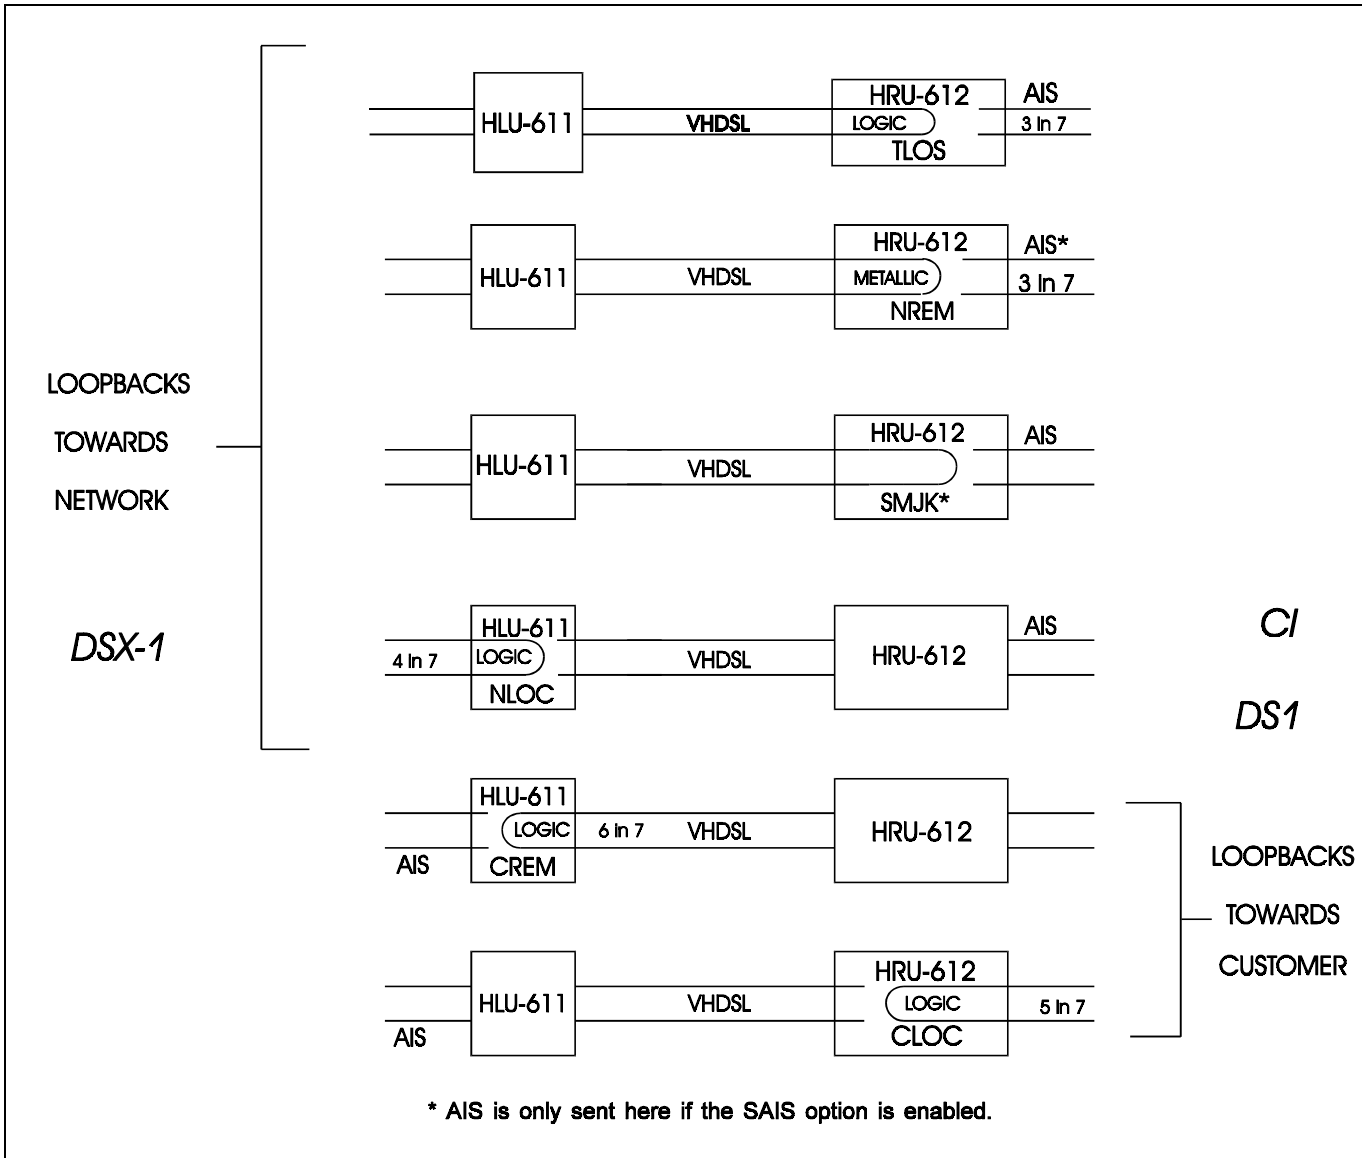 HLU-611
VHDSL
HRU-612
LOGIC
TLOS
AIS
3 In 7
HLU-611
VHDSL
HRU-612
METALLIC
NREM
AIS*
3 In 7
LOOPBACKS
TOWARDS
NETWORK
HLU-611
VHDSL
HRU-612
SMJK*
AIS
DSX-1
4 In 7
HLU-611
LOGIC
NLOC
VHDSL
HRU-612
AIS
CI
DS1
AIS
HLU-611
LOGIC
CREM
6 In 7
VHDSL
HRU-612
LOOPBACKS
TOWARDS
CUSTOMER
AIS
HLU-611
VHDSL
HRU-612
LOGIC
CLOC
5 In 7
* AIS is only sent here if the SAIS option is enabled.